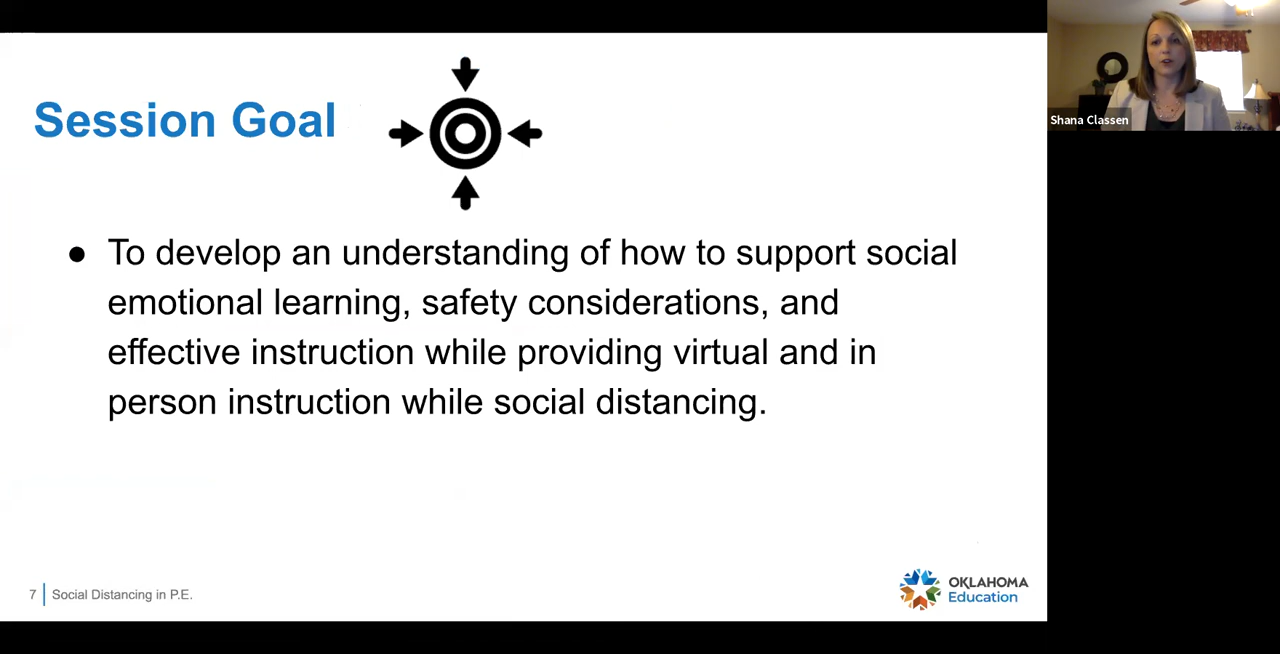 Session Goal
● To develop an understanding of how to support social
emotional learning, safety considerations, and
effective instruction while providing virtual and in
person instruction while social distancing.
7 Social Distancing in P.E.
OKLAHOMA
Education
Shana Classen